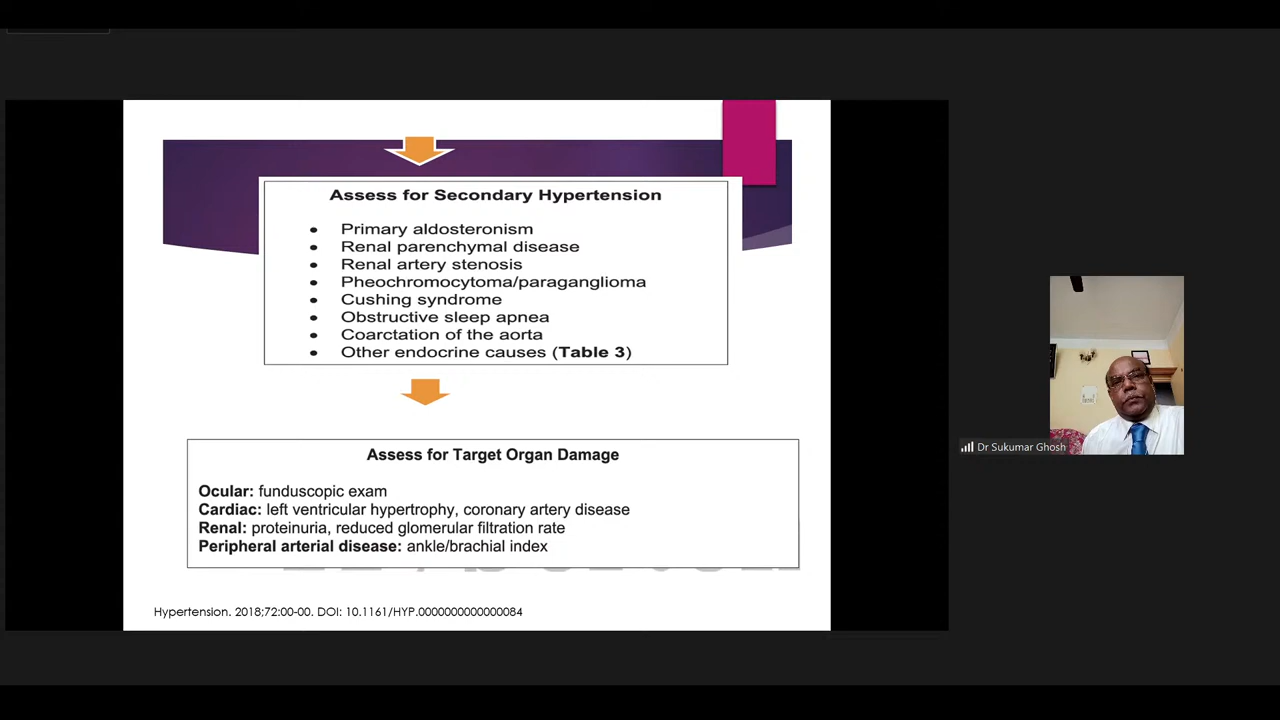 Assess for Secondary Hypertension
• Primary aldosteronism
• Renal parenchymal disease
• Renal artery stenosis
• Pheochromocytoma/paraganglioma
• Cushing syndrome
• Obstructive sleep apnea
• Coarctation of the aorta
• Other endocrine causes (Table 3)
Assess for Target Organ Damage
Ocular: funduscopic exam
Cardiac: left ventricular hypertrophy, coronary artery disease
Renal: proteinuria, reduced glomerular filtration rate
Peripheral arterial disease: ankle/brachial index
Hypertension. 2018;72:00-00. DOI: 10.1161/HYP.0000000000000084
Dr Sukumar Ghosh